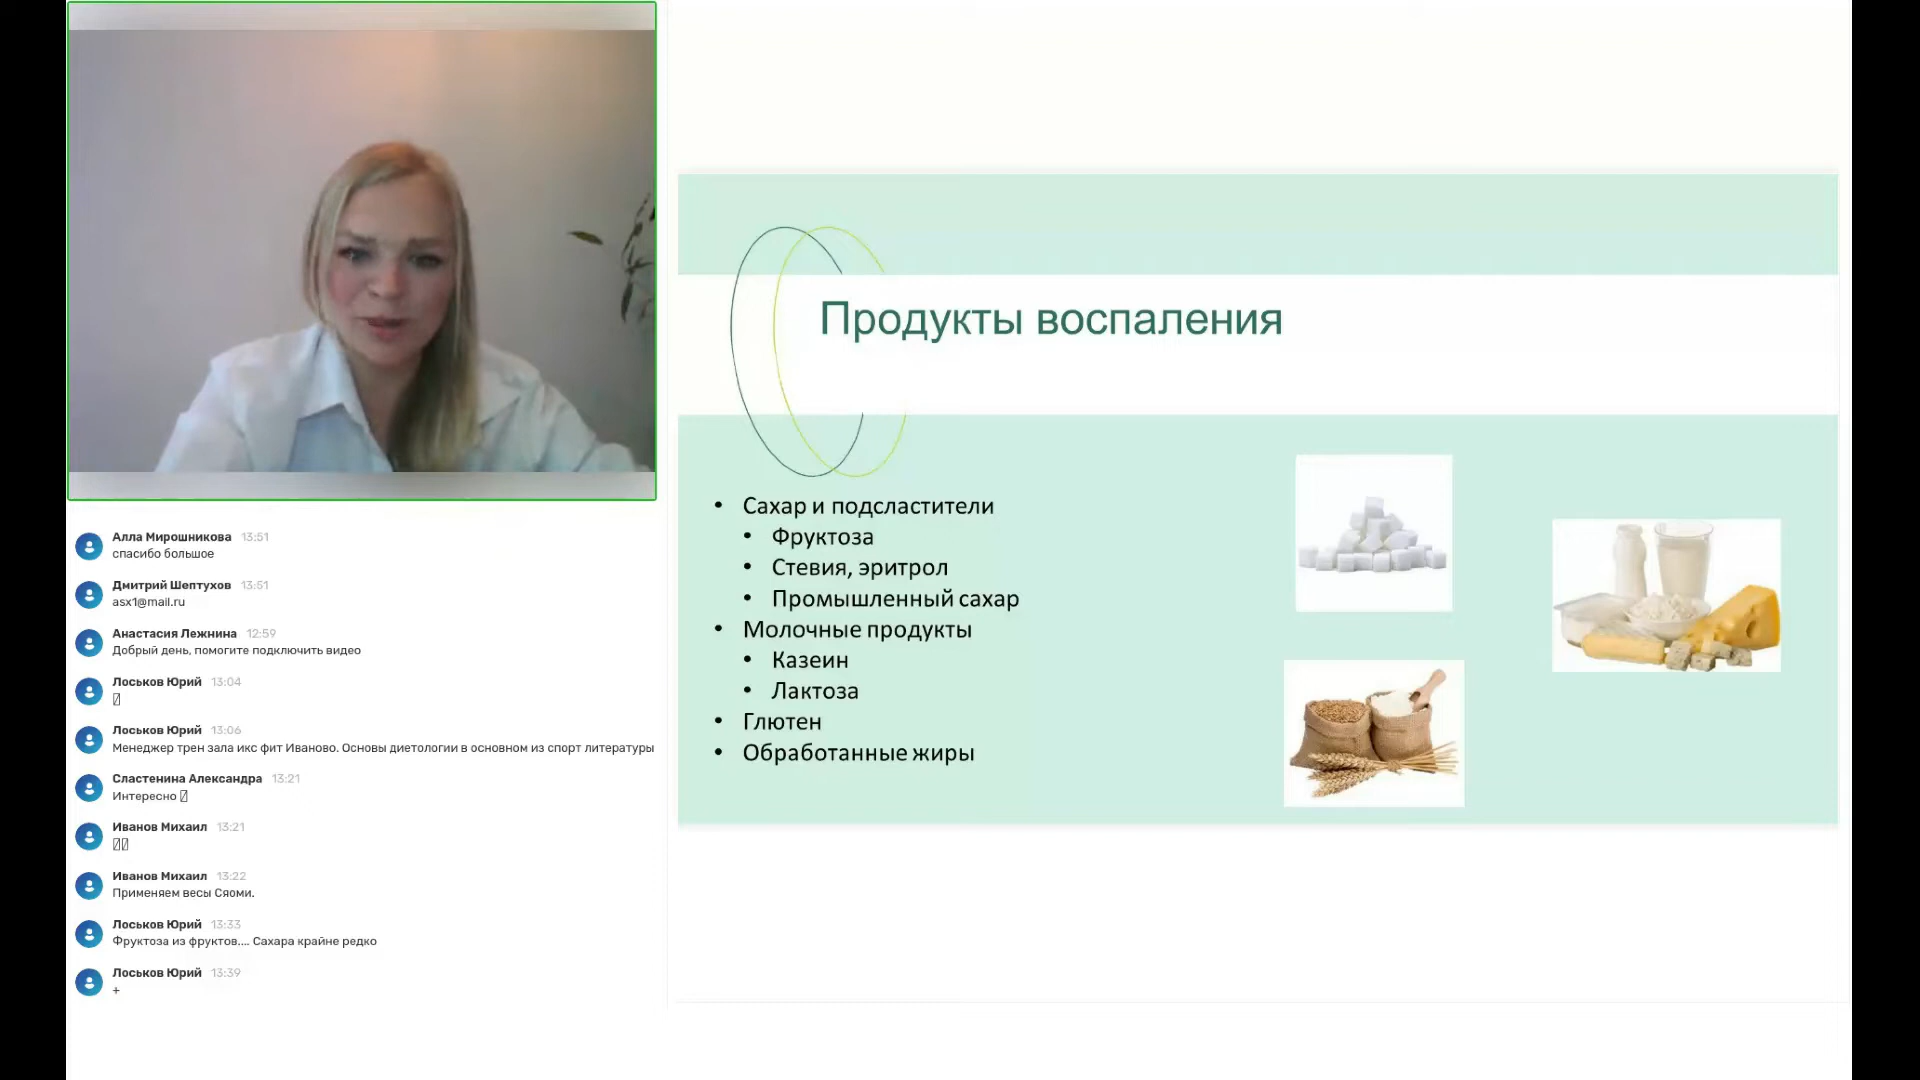 Алла Мирошникова 13:51
спасибо большое
Дмитрий Шептухов 13:51
asx1@mail.ru
Анастасия Лежнина 12:59
Добрый день, помогите подключить видео
Лоськов Юрий 13:04
Лоськов Юрий 13:06
Менеджер трен зала икс фит Иваново. Основы диетологии в основном из спорт литературы
Сластенина Александра 13:21
Интересно
Иванов Михаил 13:21
Иванов Михаил 13:22
Применяем весы Сяоми.
Лоськов Юрий 13:33
Фруктоза из фруктов.... Сахара крайне редко
Лоськов Юрий 13:39
+
Продукты воспаления
• Сахар и подсластители
• Фруктоза
• Стевия, эритрол
• Промышленный сахар
• Молочные продукты
• Казеин
• Лактоза
• Глютен
• Обработанные жиры